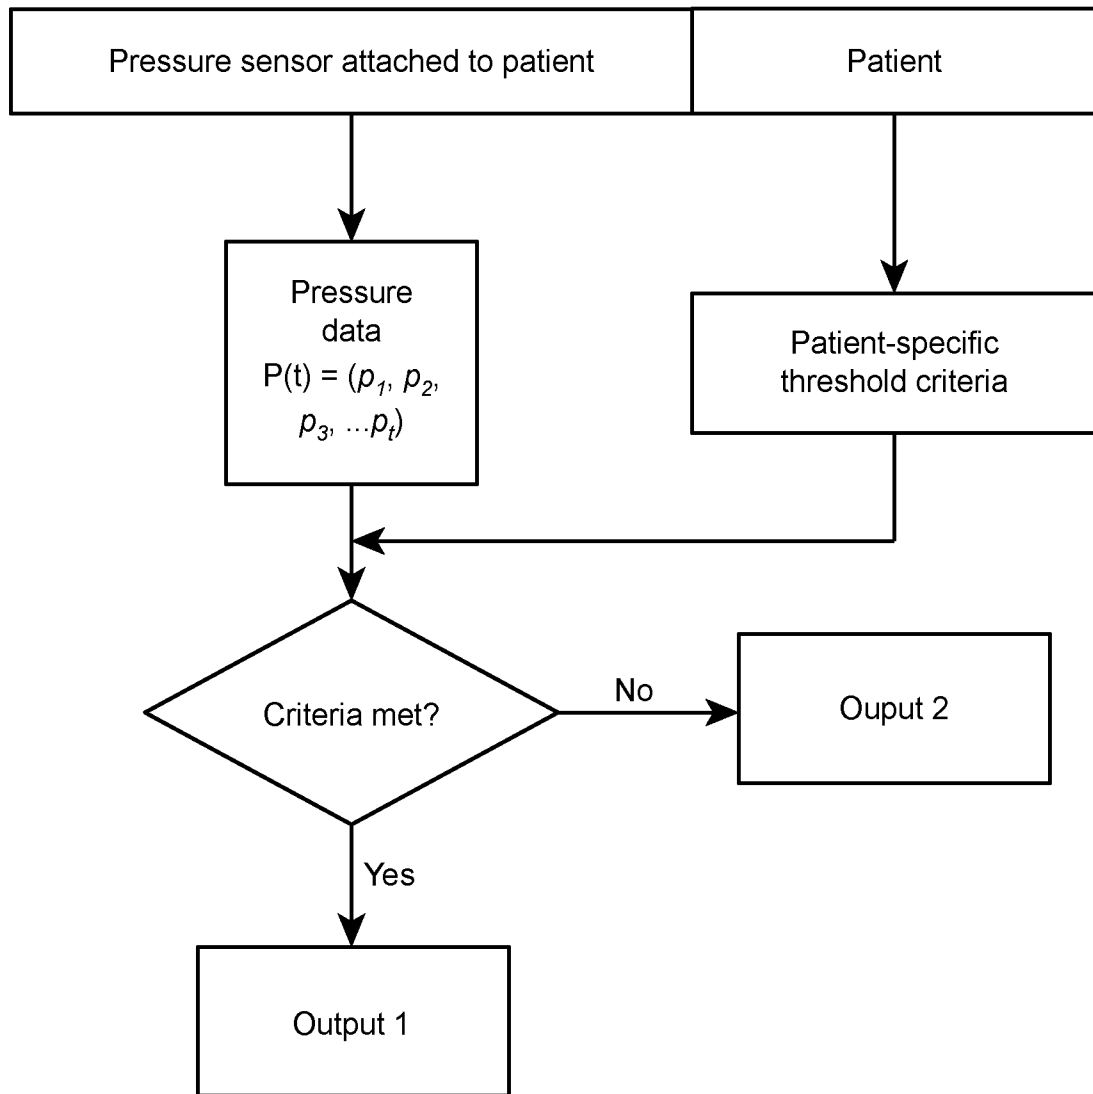 Pressure sensor attached to patient
Patient
Pressure
data
P(t) = (p₁, p₂,
p₃, ...pₜ)
Patient-specific
threshold criteria
Criteria met?
No
Ouput 2
Yes
Output 1